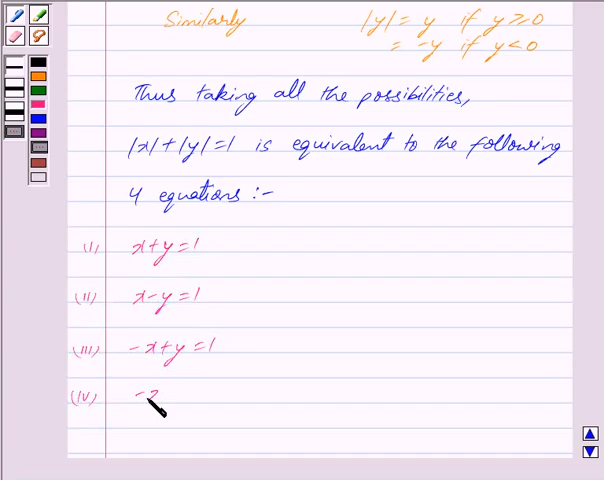 Similarly |y| = y if y ≥ 0
= -y if y < 0
Thus taking all the possibilities,
|x| + |y| = 1 is equivalent to the following
4 equations :-
(I) x + y = 1
(II) x - y = 1
(III) - x + y = 1
(IV) -